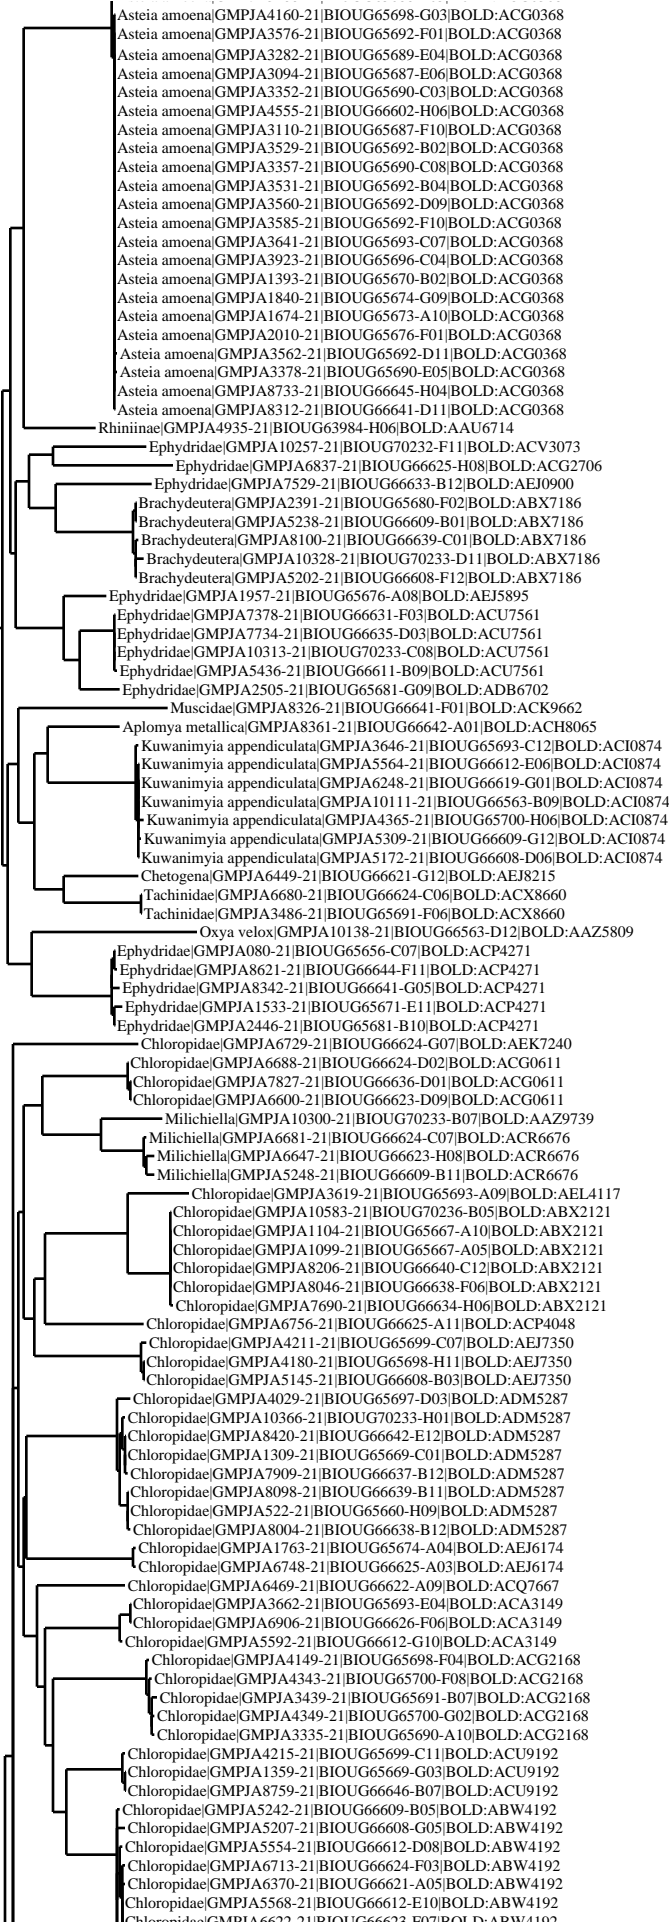 Asteia amoena|GMPJA4160-21|BIOUG65698-G03|BOLD:ACG0368
Asteia amoena|GMPJA3576-21|BIOUG65692-F01|BOLD:ACG0368
Asteia amoena|GMPJA3282-21|BIOUG65689-E04|BOLD:ACG0368
Asteia amoena|GMPJA3094-21|BIOUG65687-E06|BOLD:ACG0368
Asteia amoena|GMPJA3352-21|BIOUG65690-C03|BOLD:ACG0368
Asteia amoena|GMPJA4555-21|BIOUG66602-H06|BOLD:ACG0368
Asteia amoena|GMPJA3110-21|BIOUG65687-F10|BOLD:ACG0368
Asteia amoena|GMPJA3529-21|BIOUG65692-B02|BOLD:ACG0368
Asteia amoena|GMPJA3357-21|BIOUG65690-C08|BOLD:ACG0368
Asteia amoena|GMPJA3531-21|BIOUG65692-B04|BOLD:ACG0368
Asteia amoena|GMPJA3560-21|BIOUG65692-D09|BOLD:ACG0368
Asteia amoena|GMPJA3585-21|BIOUG65692-F10|BOLD:ACG0368
Asteia amoena|GMPJA3641-21|BIOUG65693-C07|BOLD:ACG0368
Asteia amoena|GMPJA3923-21|BIOUG65696-C04|BOLD:ACG0368
Asteia amoena|GMPJA1393-21|BIOUG65670-B02|BOLD:ACG0368
Asteia amoena|GMPJA1840-21|BIOUG65674-G09|BOLD:ACG0368
Asteia amoena|GMPJA1674-21|BIOUG65673-A10|BOLD:ACG0368
Asteia amoena|GMPJA2010-21|BIOUG65676-F01|BOLD:ACG0368
Asteia amoena|GMPJA3562-21|BIOUG65692-D11|BOLD:ACG0368
Asteia amoena|GMPJA3378-21|BIOUG65690-E05|BOLD:ACG0368
Asteia amoena|GMPJA8733-21|BIOUG66645-H04|BOLD:ACG0368
Asteia amoena|GMPJA8312-21|BIOUG66641-D11|BOLD:ACG0368
Rhiniinae|GMPJA4935-21|BIOUG63984-H06|BOLD:AAU6714
Ephydridae|GMPJA10257-21|BIOUG70232-F11|BOLD:ACV3073
Ephydridae|GMPJA6837-21|BIOUG66625-H08|BOLD:ACG2706
Ephydridae|GMPJA7529-21|BIOUG66633-B12|BOLD:AEJ0900
Brachydeutera|GMPJA2391-21|BIOUG65680-F02|BOLD:ABX7186
Brachydeutera|GMPJA5238-21|BIOUG66609-B01|BOLD:ABX7186
Brachydeutera|GMPJA8100-21|BIOUG66639-C01|BOLD:ABX7186
Brachydeutera|GMPJA10328-21|BIOUG70233-D11|BOLD:ABX7186
Brachydeutera|GMPJA5202-21|BIOUG66608-F12|BOLD:ABX7186
Ephydridae|GMPJA1957-21|BIOUG65676-A08|BOLD:AEJ5895
Ephydridae|GMPJA7378-21|BIOUG66631-F03|BOLD:ACU7561
Ephydridae|GMPJA7734-21|BIOUG66635-D03|BOLD:ACU7561
Ephydridae|GMPJA10313-21|BIOUG70233-C08|BOLD:ACU7561
Ephydridae|GMPJA5436-21|BIOUG66611-B09|BOLD:ACU7561
Ephydridae|GMPJA2505-21|BIOUG65681-G09|BOLD:ADB6702
Muscidae|GMPJA8326-21|BIOUG66641-F01|BOLD:ACK9662
Aplomya metallica|GMPJA8361-21|BIOUG66642-A01|BOLD:ACH8065
Kuwanimyia appendiculata|GMPJA3646-21|BIOUG65693-C12|BOLD:ACI0874
Kuwanimyia appendiculata|GMPJA5564-21|BIOUG66612-E06|BOLD:ACI0874
Kuwanimyia appendiculata|GMPJA6248-21|BIOUG66619-G01|BOLD:ACI0874
Kuwanimyia appendiculata|GMPJA10111-21|BIOUG66563-B09|BOLD:ACI0874
Kuwanimyia appendiculata|GMPJA4365-21|BIOUG65700-H06|BOLD:ACI0874
Kuwanimyia appendiculata|GMPJA5309-21|BIOUG66609-G12|BOLD:ACI0874
Kuwanimyia appendiculata|GMPJA5172-21|BIOUG66608-D06|BOLD:ACI0874
Chetogena|GMPJA6449-21|BIOUG66621-G12|BOLD:AEJ8215
Tachinidae|GMPJA6680-21|BIOUG66624-C06|BOLD:ACX8660
Tachinidae|GMPJA3486-21|BIOUG65691-F06|BOLD:ACX8660
Oxya velox|GMPJA10138-21|BIOUG66563-D12|BOLD:AAZ5809
Ephydridae|GMPJA080-21|BIOUG65656-C07|BOLD:ACP4271
Ephydridae|GMPJA8621-21|BIOUG66644-F11|BOLD:ACP4271
Ephydridae|GMPJA8342-21|BIOUG66641-G05|BOLD:ACP4271
Ephydridae|GMPJA1533-21|BIOUG65671-E11|BOLD:ACP4271
Ephydridae|GMPJA2446-21|BIOUG65681-B10|BOLD:ACP4271
Chloropidae|GMPJA6729-21|BIOUG66624-G07|BOLD:AEK7240
Chloropidae|GMPJA6688-21|BIOUG66624-D02|BOLD:ACG0611
Chloropidae|GMPJA7827-21|BIOUG66636-D01|BOLD:ACG0611
Chloropidae|GMPJA6600-21|BIOUG66623-D09|BOLD:ACG0611
Milichiella|GMPJA10300-21|BIOUG70233-B07|BOLD:AAZ9739
Milichiella|GMPJA6681-21|BIOUG66624-C07|BOLD:ACR6676
Milichiella|GMPJA6647-21|BIOUG66623-H08|BOLD:ACR6676
Milichiella|GMPJA5248-21|BIOUG66609-B11|BOLD:ACR6676
Chloropidae|GMPJA3619-21|BIOUG65693-A09|BOLD:AEL4117
Chloropidae|GMPJA10583-21|BIOUG70236-B05|BOLD:ABX2121
Chloropidae|GMPJA1104-21|BIOUG65667-A10|BOLD:ABX2121
Chloropidae|GMPJA1099-21|BIOUG65667-A05|BOLD:ABX2121
Chloropidae|GMPJA8206-21|BIOUG66640-C12|BOLD:ABX2121
Chloropidae|GMPJA8046-21|BIOUG66638-F06|BOLD:ABX2121
Chloropidae|GMPJA7690-21|BIOUG66634-H06|BOLD:ABX2121
Chloropidae|GMPJA6756-21|BIOUG66625-A11|BOLD:ACP4048
Chloropidae|GMPJA4211-21|BIOUG65699-C07|BOLD:AEJ7350
Chloropidae|GMPJA4180-21|BIOUG65698-H11|BOLD:AEJ7350
Chloropidae|GMPJA5145-21|BIOUG66608-B03|BOLD:AEJ7350
Chloropidae|GMPJA4029-21|BIOUG65697-D03|BOLD:ADM5287
Chloropidae|GMPJA10366-21|BIOUG70233-H01|BOLD:ADM5287
Chloropidae|GMPJA8420-21|BIOUG66642-E12|BOLD:ADM5287
Chloropidae|GMPJA1309-21|BIOUG65669-C01|BOLD:ADM5287
Chloropidae|GMPJA7909-21|BIOUG66637-B12|BOLD:ADM5287
Chloropidae|GMPJA8098-21|BIOUG66639-B11|BOLD:ADM5287
Chloropidae|GMPJA522-21|BIOUG65660-H09|BOLD:ADM5287
Chloropidae|GMPJA8004-21|BIOUG66638-B12|BOLD:ADM5287
Chloropidae|GMPJA1763-21|BIOUG65674-A04|BOLD:AEJ6174
Chloropidae|GMPJA6748-21|BIOUG66625-A03|BOLD:AEJ6174
Chloropidae|GMPJA6469-21|BIOUG66622-A09|BOLD:ACQ7667
Chloropidae|GMPJA3662-21|BIOUG65693-E04|BOLD:ACA3149
Chloropidae|GMPJA6906-21|BIOUG66626-F06|BOLD:ACA3149
Chloropidae|GMPJA5592-21|BIOUG66612-G10|BOLD:ACA3149
Chloropidae|GMPJA4149-21|BIOUG65698-F04|BOLD:ACG2168
Chloropidae|GMPJA4343-21|BIOUG65700-F08|BOLD:ACG2168
Chloropidae|GMPJA3439-21|BIOUG65691-B07|BOLD:ACG2168
Chloropidae|GMPJA4349-21|BIOUG65700-G02|BOLD:ACG2168
Chloropidae|GMPJA3335-21|BIOUG65690-A10|BOLD:ACG2168
Chloropidae|GMPJA4215-21|BIOUG65699-C11|BOLD:ACU9192
Chloropidae|GMPJA1359-21|BIOUG65669-G03|BOLD:ACU9192
Chloropidae|GMPJA8759-21|BIOUG66646-B07|BOLD:ACU9192
Chloropidae|GMPJA5242-21|BIOUG66609-B05|BOLD:ABW4192
Chloropidae|GMPJA5207-21|BIOUG66608-G05|BOLD:ABW4192
Chloropidae|GMPJA5554-21|BIOUG66612-D08|BOLD:ABW4192
Chloropidae|GMPJA6713-21|BIOUG66624-F03|BOLD:ABW4192
Chloropidae|GMPJA6370-21|BIOUG66621-A05|BOLD:ABW4192
Chloropidae|GMPJA5568-21|BIOUG66612-E10|BOLD:ABW4192
Chloropidae|GMPJA6622-21|BIOUG66623-F07|BOLD:ABW4192